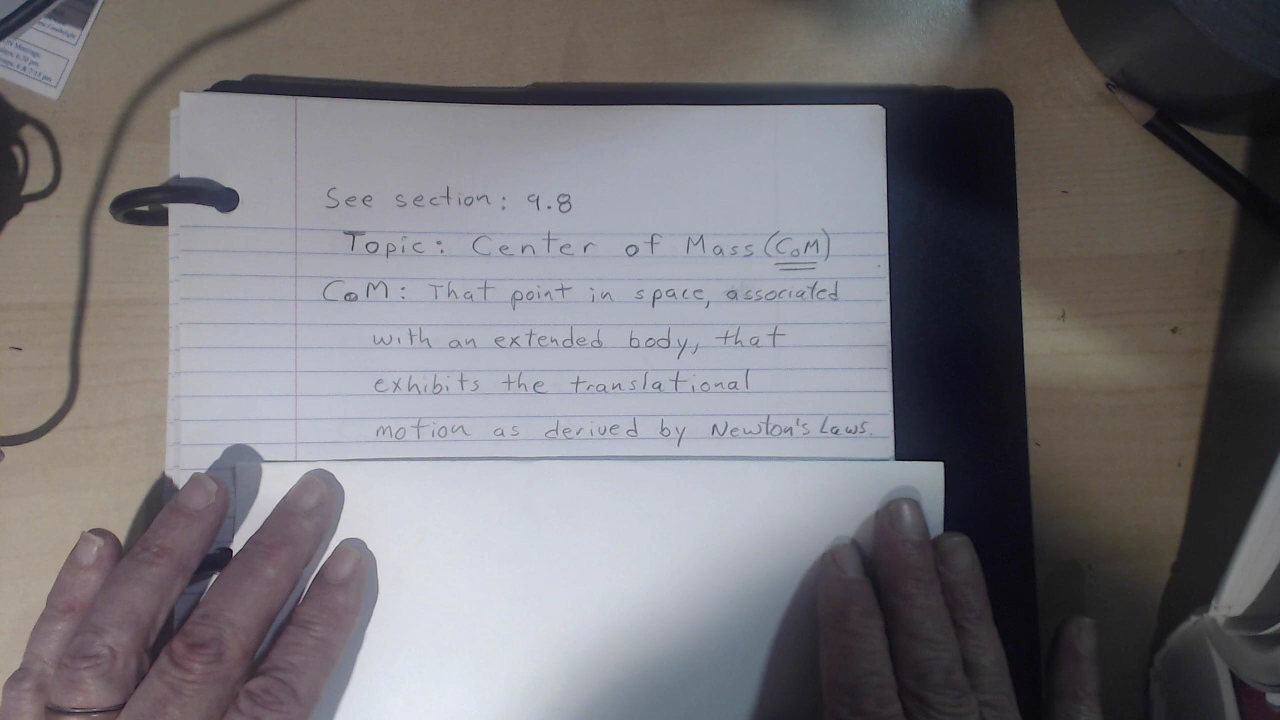 See section: 9.8
Topic: Center of Mass (CoM)
CoM: That point in space, associated
with an extended body, that
exhibits the translational
motion as derived by Newton's Laws.